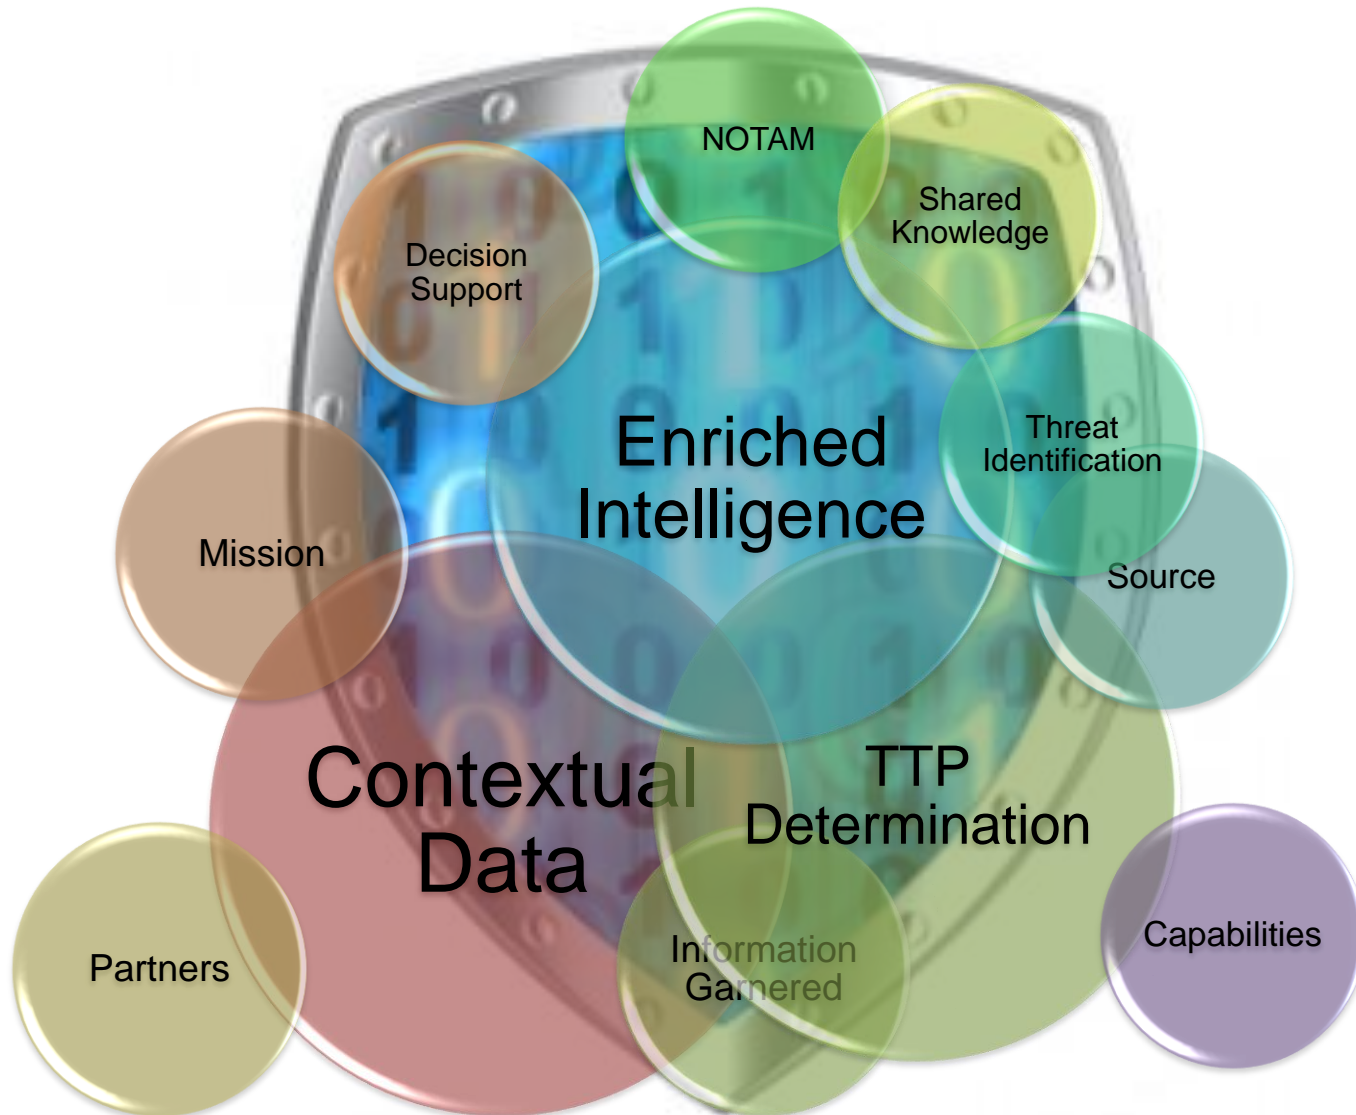 NOTAM
Shared
Knowledge
Decision
Support
Enriched
Intelligence
Threat
Identification
Mission
Source
Contextual
Data
TTP
Determination
Partners
Information
Garnered
Capabilities